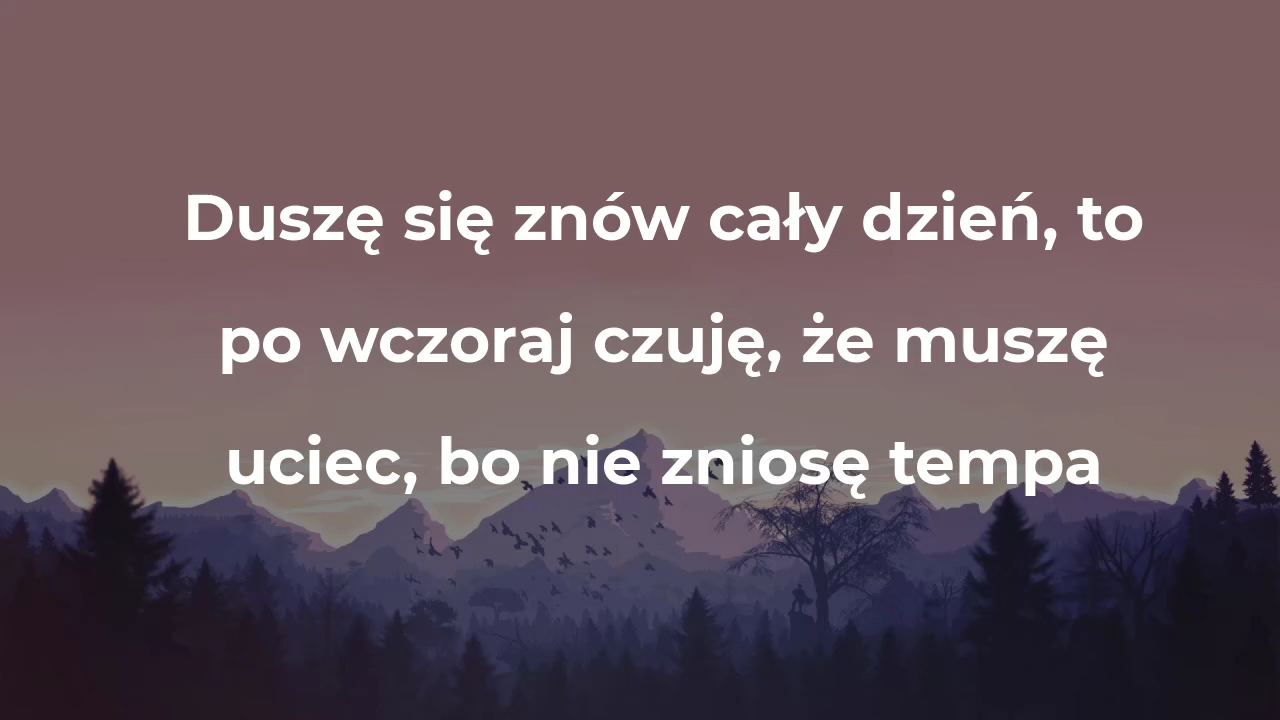 Duszę się znów cały dzień, to
po wczoraj czuję, że muszę
uciec, bo nie zniosę tempa